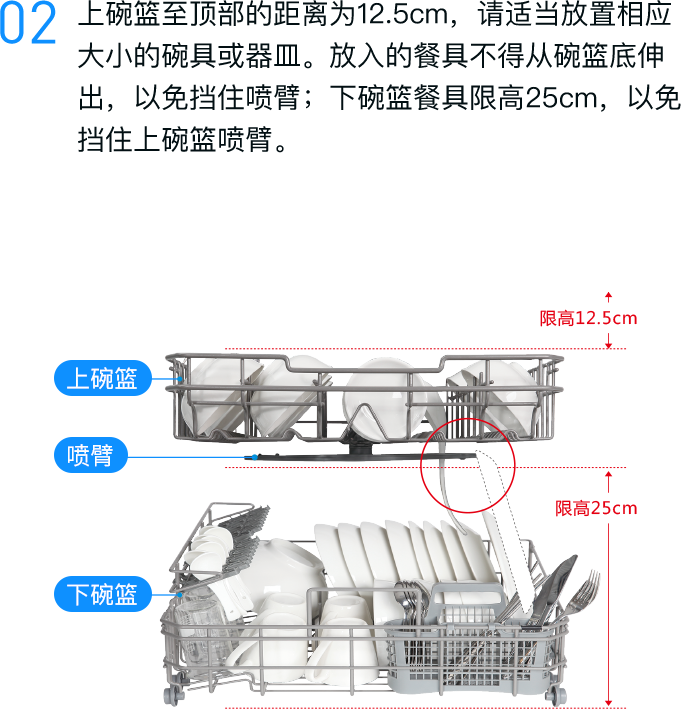 02
上碗篮至顶部的距离为12.5cm，请适当放置相应
大小的碗具或器皿。放入的餐具不得从碗篮底伸
出，以免挡住喷臂；下碗篮餐具限高25cm，以免
挡住上碗篮喷臂。
限高12.5cm
上碗篮
喷臂
限高25cm
下碗篮